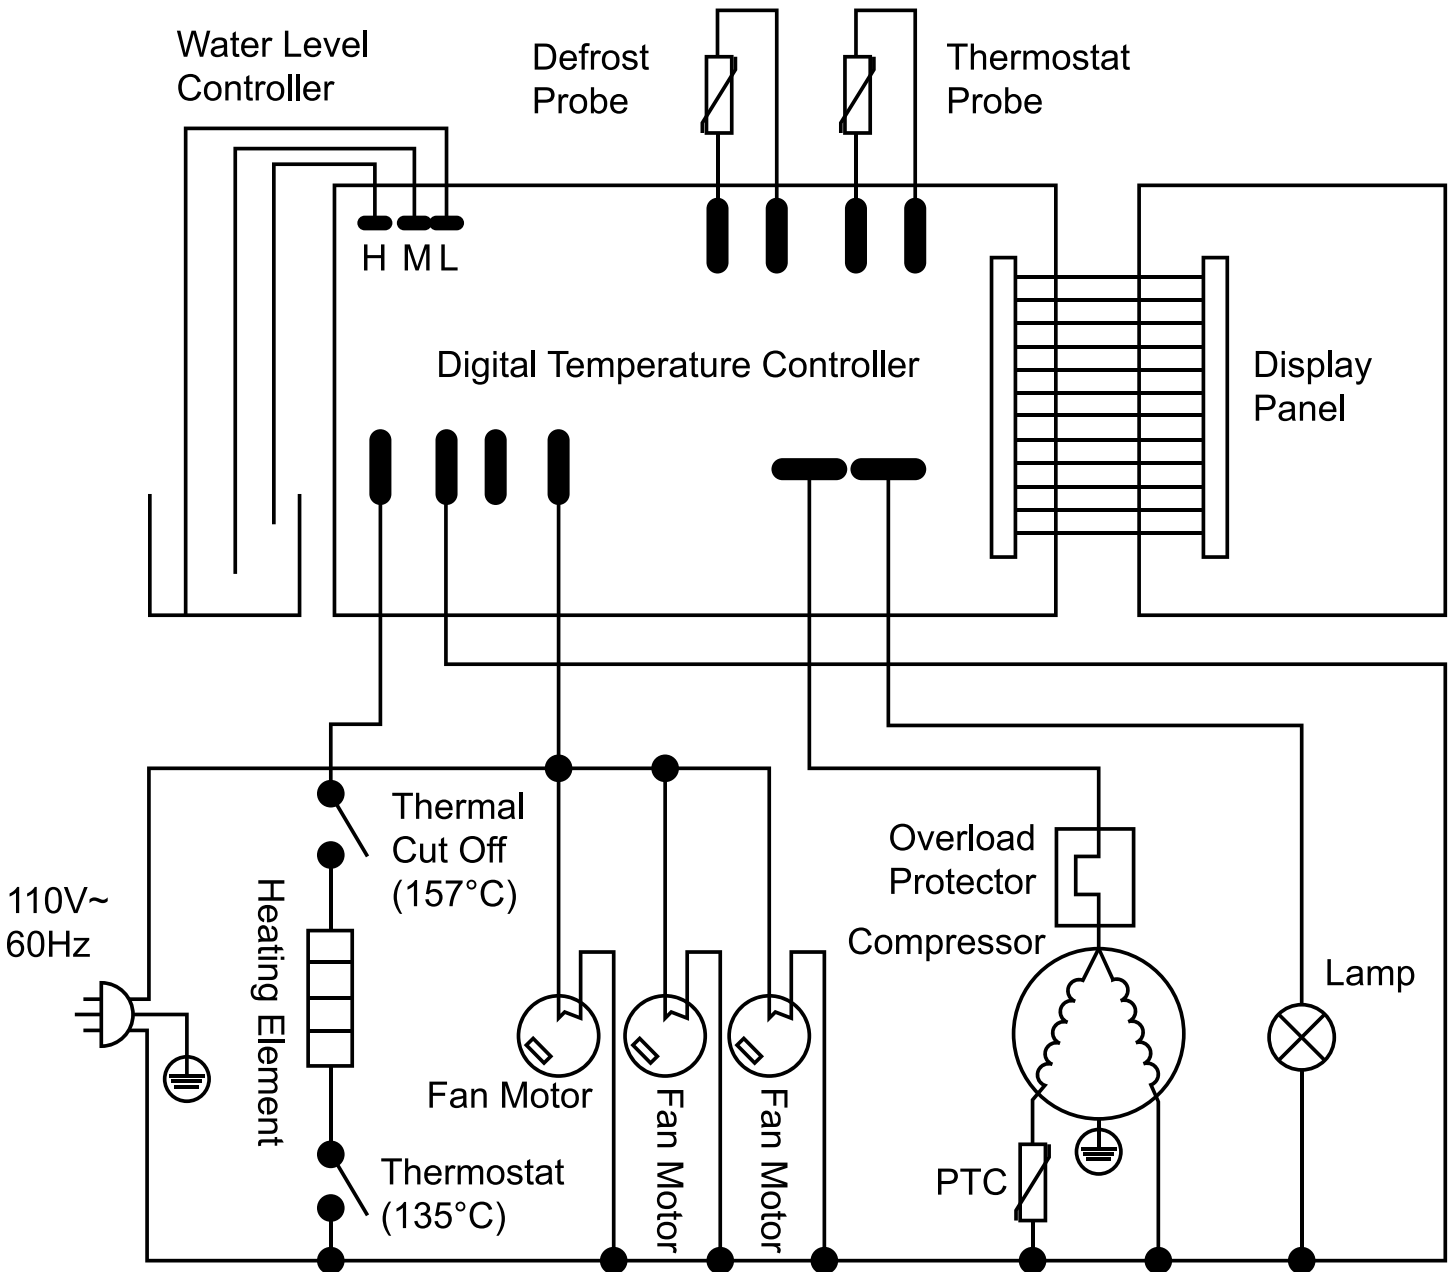 Water Level
Controller
Defrost
Probe
Thermostat
Probe
H M L
Digital Temperature Controller
Display
Panel
Thermal
Cut Off
(157°C)
110V~
60Hz
Heating Element
Overload
Protector
Compressor
Lamp
Fan Motor
Fan Motor
Fan Motor
Thermostat
(135°C)
PTC